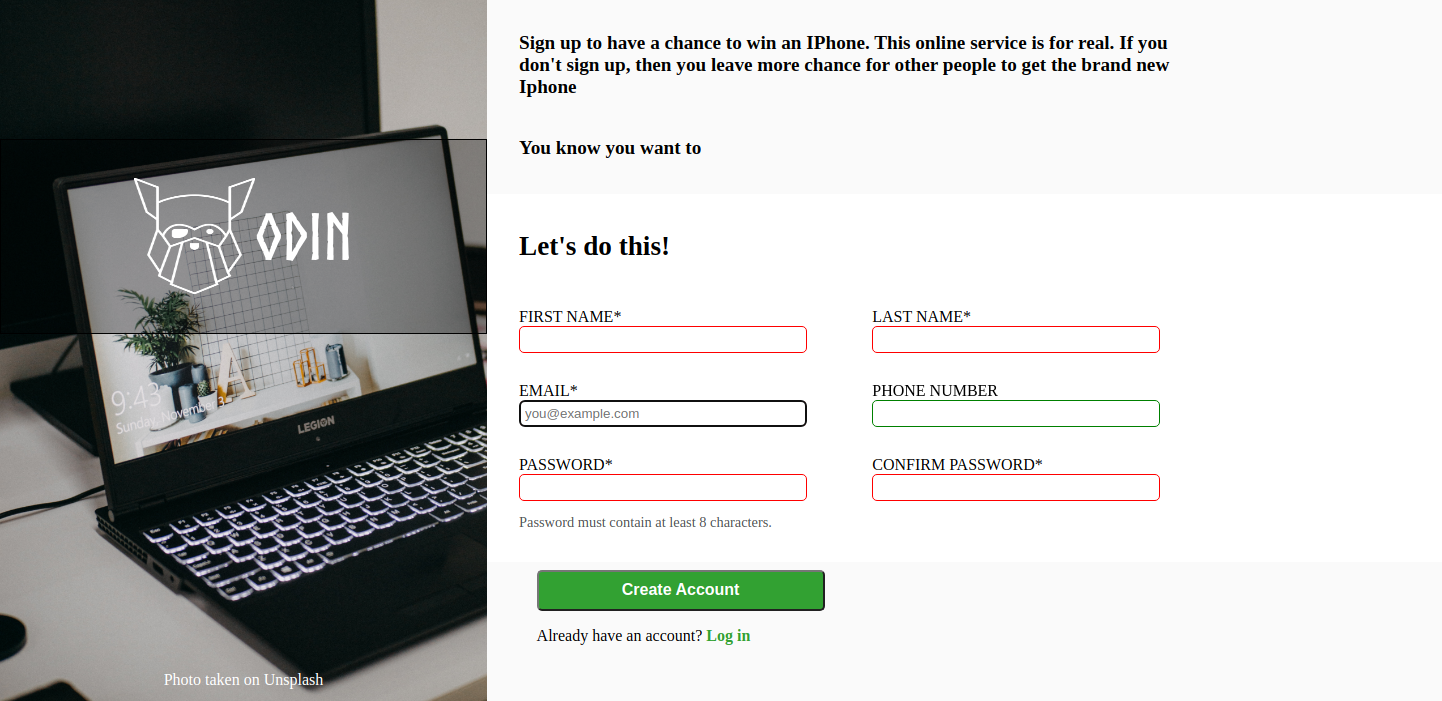 Sign up to have a chance to win an IPhone. This online service is for real. If you
don't sign up, then you leave more chance for other people to get the brand new
Iphone
You know you want to
ODIN
Let's do this!
FIRST NAME*
LAST NAME*
EMAIL*
PHONE NUMBER
you@example.com
PASSWORD*
CONFIRM PASSWORD*
Password must contain at least 8 characters.
Create Account
Already have an account? Log in
9:43
Sunday, November 3
LEGION
Photo taken on Unsplash